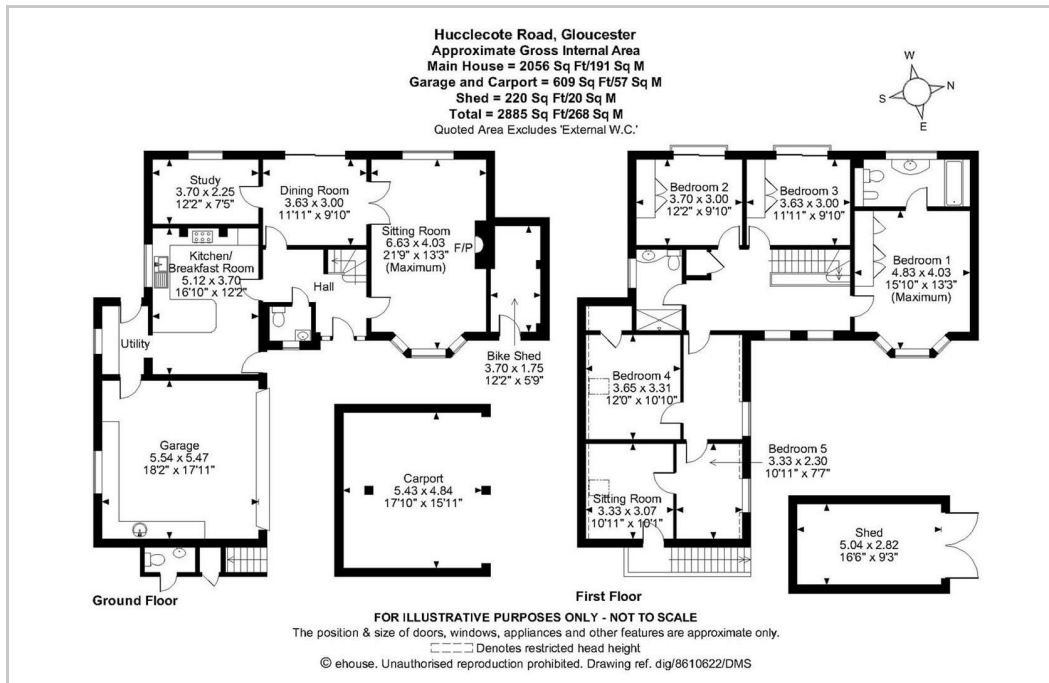 Hucclecote Road, Gloucester
Approximate Gross Internal Area
Main House = 2056 Sq Ft/191 Sq M
Garage and Carport = 609 Sq Ft/57 Sq M
Shed = 220 Sq Ft/20 Sq M
Total = 2885 Sq Ft/268 Sq M
Quoted Area Excludes 'External W.C.'
W
N
S
E
Study
3.70 x 2.25
12'2" x 7'5"
Dining Room
3.63 x 3.00
11'11" x 9'10"
Sitting Room
6.63 x 4.03
21'9" x 13'3"
(Maximum)
F/P
Kitchen/
Breakfast Room
5.12 x 3.70
16'10" x 12'2"
Hall
Utility
Bike Shed
3.70 x 1.75
12'2" x 5'9"
Garage
5.54 x 5.47
18'2" x 17'11"
Carport
5.43 x 4.84
17'10" x 15'11"
Ground Floor
Bedroom 2
3.70 x 3.00
12'2" x 9'10"
Bedroom 3
3.63 x 3.00
11'11" x 9'10"
Bedroom 1
4.83 x 4.03
15'10" x 13'3"
(Maximum)
Bedroom 4
3.65 x 3.31
12'0" x 10'10"
Bedroom 5
3.33 x 2.30
10'11" x 7'7"
Sitting Room
3.33 x 3.07
10'11" x 10'1"
Shed
5.04 x 2.82
16'6" x 9'3"
First Floor
FOR ILLUSTRATIVE PURPOSES ONLY - NOT TO SCALE
The position & size of doors, windows, appliances and other features are approximate only.
Denotes restricted head height
© ehouse. Unauthorised reproduction prohibited. Drawing ref. dig/8610622/DMS